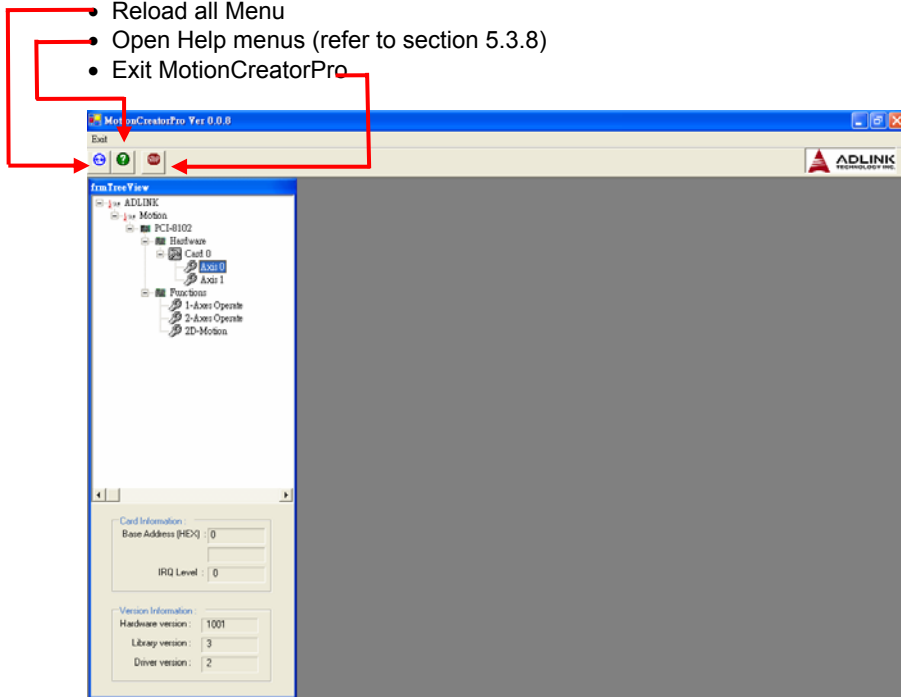 • Reload all Menu
• Open Help menus (refer to section 5.3.8)
• Exit MotionCreatorPro
MotionCreatorPro Ver 0.0.8
Exit
ADLINK
TECHNOLOGY INC.
frmTreeView
ADLINK
Motion
PCI-8102
Hardware
Card 0
Axis 0
Axis 1
Functions
1-Axes Operate
2-Axes Operate
2D-Motion
Card Information :
Base Address (HEX) : 0
IRQ Level : 0
Version Information :
Hardware version : 1001
Library version : 3
Driver version : 2